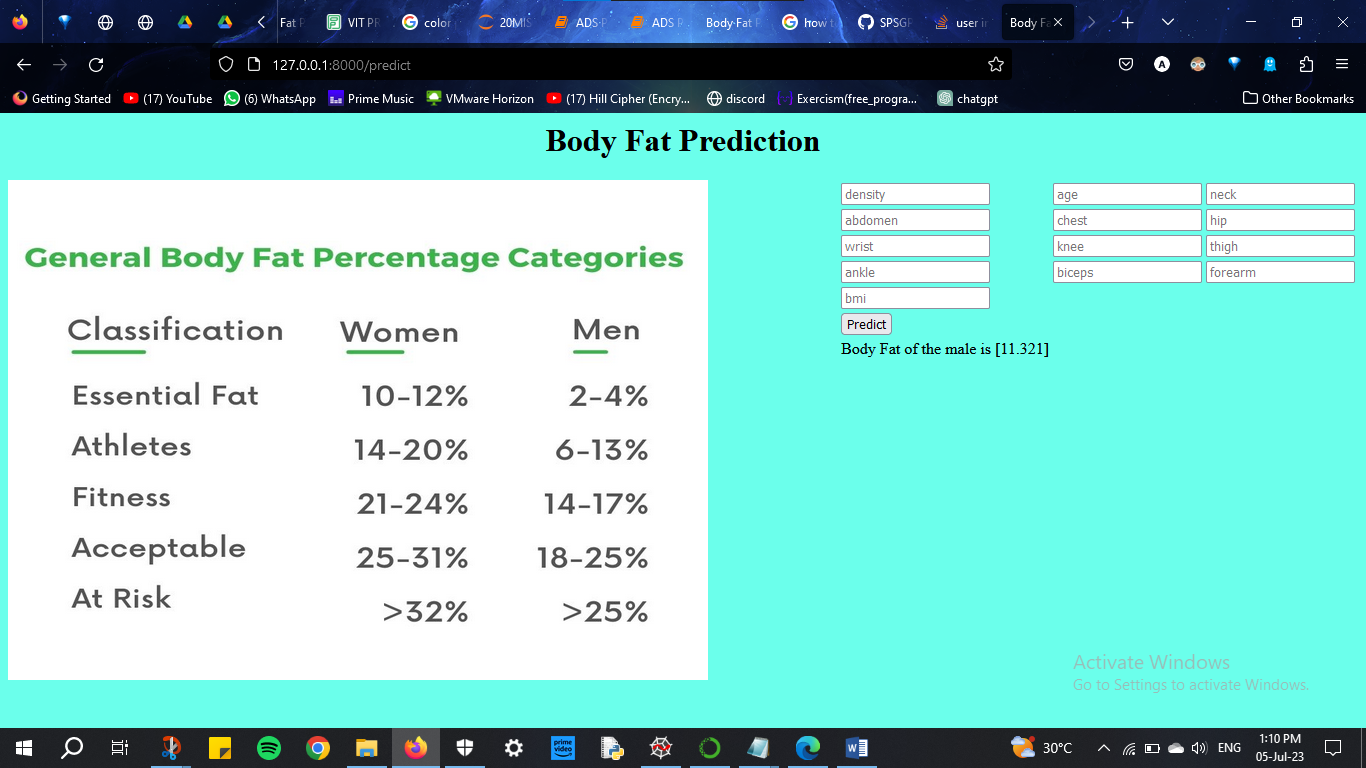 Fat P
VIT PR
color
20MIS
ADS P
ADS P
Body Fat P
how t
SPSGP
user in
Body Fa
127.0.0.1:8000/predict
Getting Started
(17) YouTube
(6) WhatsApp
Prime Music
VMware Horizon
(17) Hill Cipher (Encry...
discord
Exercism(free_progra...
chatgpt
Other Bookmarks
Body Fat Prediction
General Body Fat Percentage Categories
Classification Women Men
Essential Fat 10-12% 2-4%
Athletes 14-20% 6-13%
Fitness 21-24% 14-17%
Acceptable 25-31% 18-25%
At Risk >32% >25%
density age neck
abdomen chest hip
wrist knee thigh
ankle biceps forearm
bmi
Predict
Body Fat of the male is [11.321]
Activate Windows
Go to Settings to activate Windows.
prime video
30°C
ENG
1:10 PM
05-Jul-23